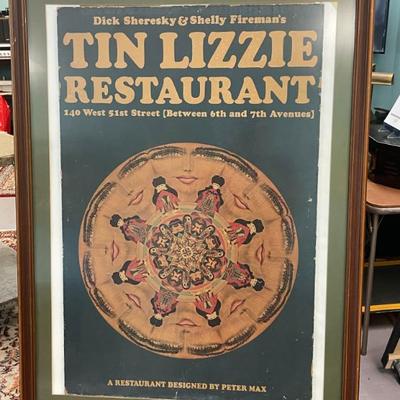 Dick Sheresky & Shelly Fireman's
TIN LIZZIE
RESTAURANT
140 West 51st Street [Between 6th and 7th Avenues]
A RESTAURANT DESIGNED BY PETER MAX